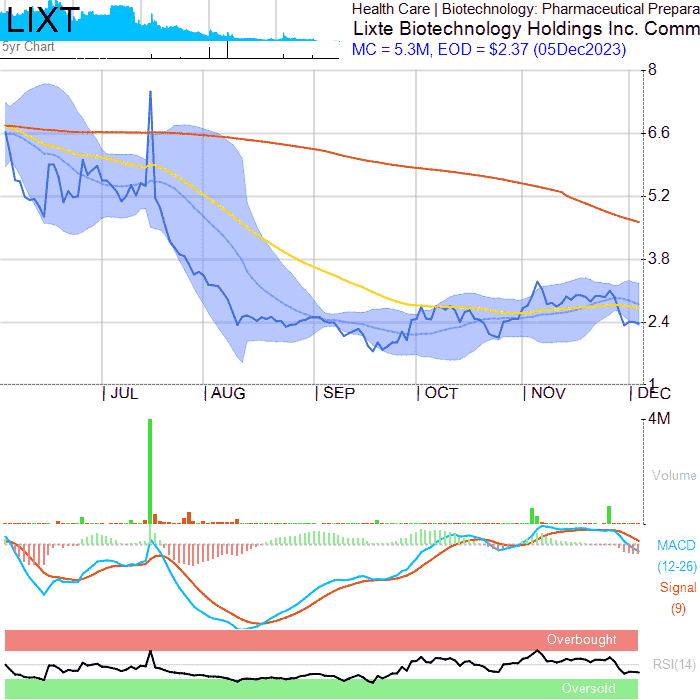 LIXT
5yr Chart
Health Care | Biotechnology: Pharmaceutical Prepara
Lixte Biotechnology Holdings Inc. Comm
MC = 5.3M, EOD = $2.37 (05Dec2023)
8
6.6
5.2
3.8
2.4
1
JUL AUG SEP OCT NOV DEC
4M
Volume
MACD
(12-26)
Signal
(9)
Overbought
RSI(14)
Oversold